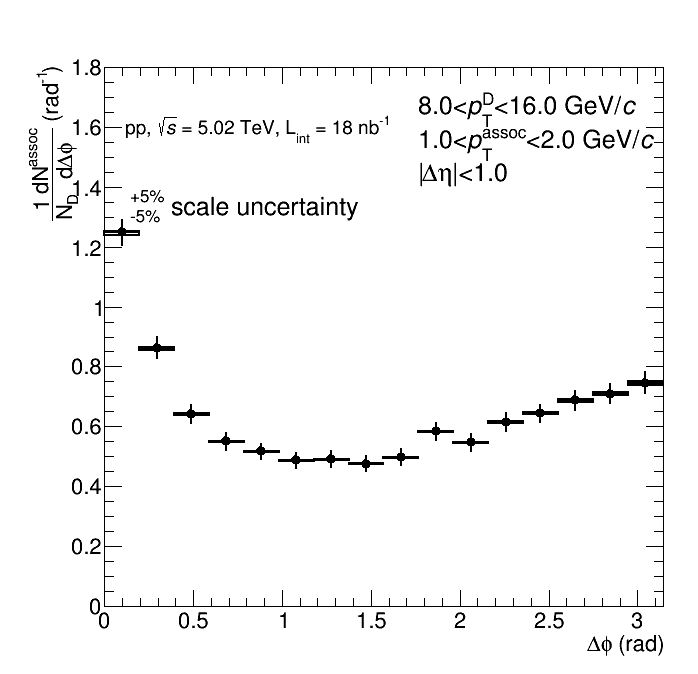 1 dN^assoc / N_D dΔϕ (rad^-1)
pp, √s = 5.02 TeV, L_int = 18 nb^-1
8.0<p_T^D<16.0 GeV/c
1.0<p_T^assoc<2.0 GeV/c
|Δη|<1.0
+5%
-5% scale uncertainty
1.8
1.6
1.4
1.2
1
0.8
0.6
0.4
0.2
0
0 0.5 1 1.5 2 2.5 3
Δϕ (rad)